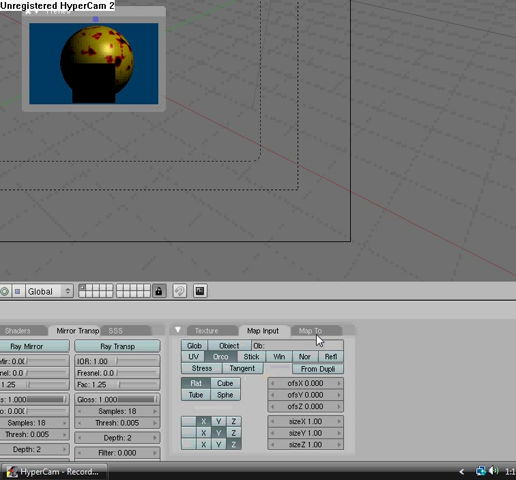 Unregistered HyperCam 2
Global
Shaders
Mirror Transp
SSS
Texture
Map Input
Map To
Ray Mirror
Ray Transp
Glob
Object
Ob:
UV
Orco
Stick
Win
Nor
Refl
Stress
Tangent
From Dupli
IOR: 1.00
Fresnel: 0.0
Fac: 1.25
1.25
Flat
Cube
Tube
Sphe
ofsX 0.000
ofsY 0.000
ofsZ 0.000
Gloss: 1.000
Samples: 18
Samples: 18
Thresh: 0.005
Thresh: 0.005
Depth: 2
Depth: 2
Filter: 0.000
X Y Z
X Y Z
X Y Z
sizeX 1.00
sizeY 1.00
sizeZ 1.00
HyperCam - Record...